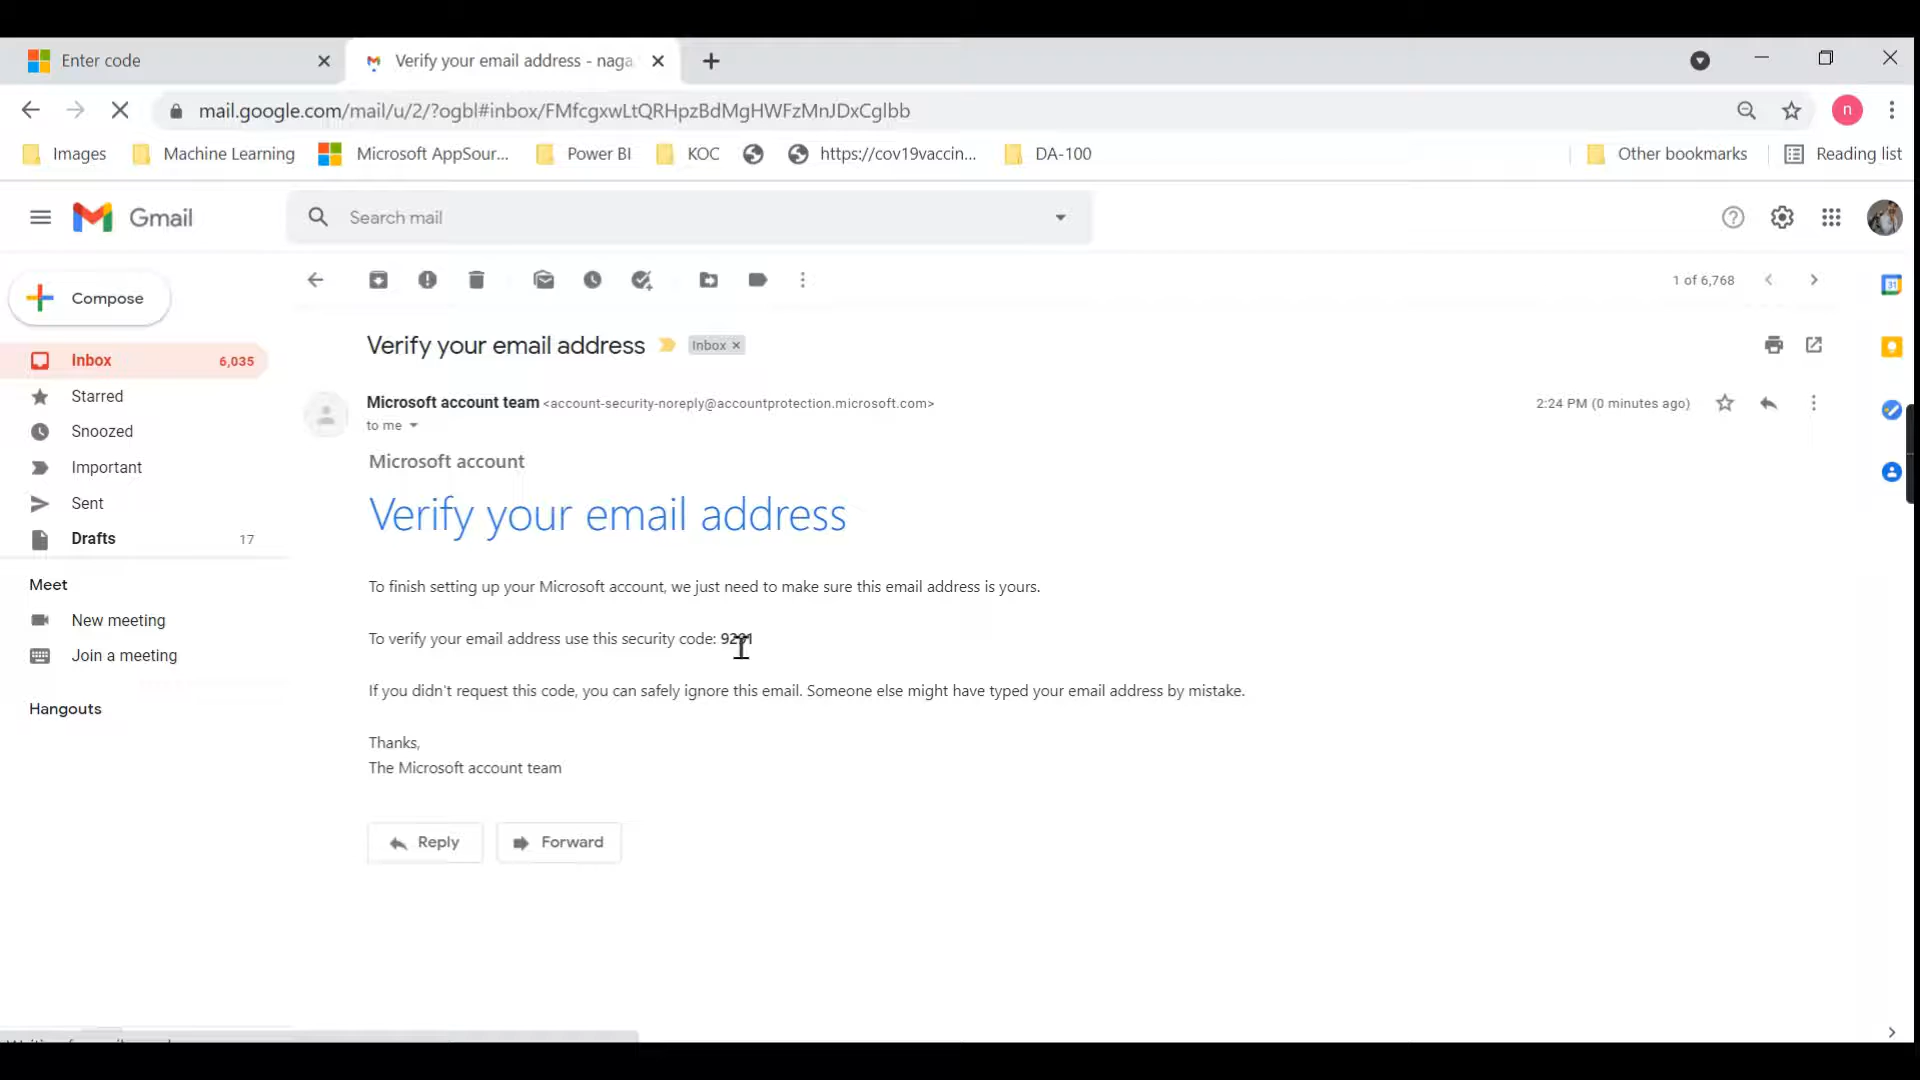 Enter code
Verify your email address - naga
mail.google.com/mail/u/2/?ogbl#inbox/FMfcgxwLtQRHpzBdMgHWFzMnJDxCglbb
n
Images
Machine Learning
Microsoft AppSour...
Power BI
KOC
https://cov19vaccin...
DA-100
Other bookmarks
Reading list
Gmail
Search mail
Compose
1 of 6,768
31
Inbox 6,035
Starred
Snoozed
Important
Sent
Drafts 17
Meet
New meeting
Join a meeting
Hangouts
Verify your email address
Inbox
Microsoft account team <account-security-noreply@accountprotection.microsoft.com>
2:24 PM (0 minutes ago)
to me
Microsoft account
Verify your email address
To finish setting up your Microsoft account, we just need to make sure this email address is yours.
To verify your email address use this security code:
If you didn't request this code, you can safely ignore this email. Someone else might have typed your email address by mistake.
Thanks,
The Microsoft account team
Reply
Forward